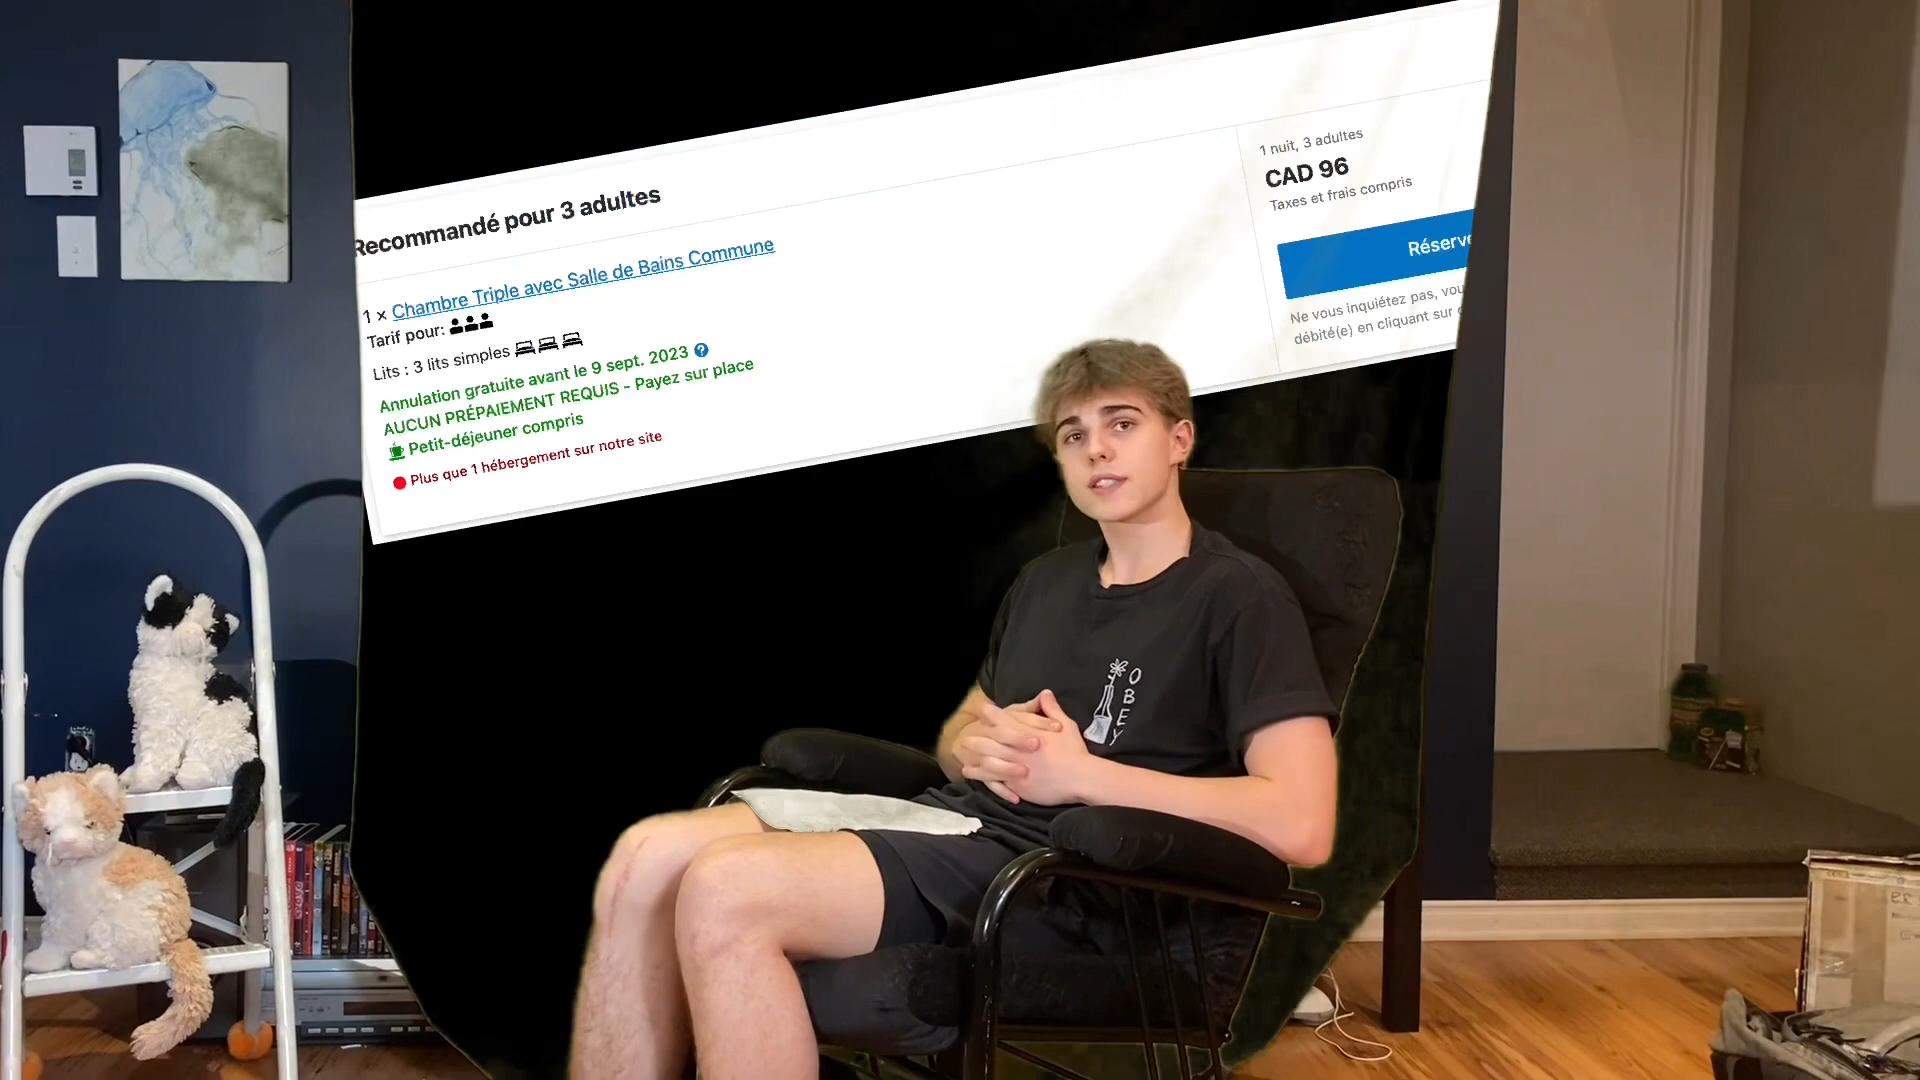 Recommandé pour 3 adultes
1 x Chambre Triple avec Salle de Bains Commune
Tarif pour:
Lits : 3 lits simples
Annulation gratuite avant le 9 sept. 2023 ?
AUCUN PRÉPAIEMENT REQUIS - Payez sur place
Petit-déjeuner compris
Plus que 1 hébergement sur notre site
1 nuit, 3 adultes
CAD 96
Taxes et frais compris
Réserve
Ne vous inquiétez pas, vou
débité(e) en cliquant sur
OBEY